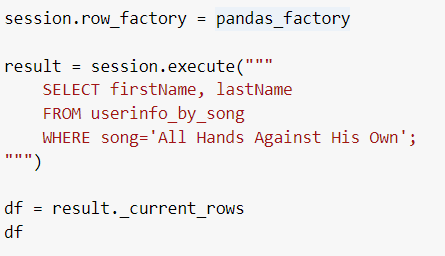 session.row_factory = pandas_factory
result = session.execute("""
    SELECT firstName, lastName
    FROM userinfo_by_song
    WHERE song='All Hands Against His Own';
""")
df = result._current_rows
df